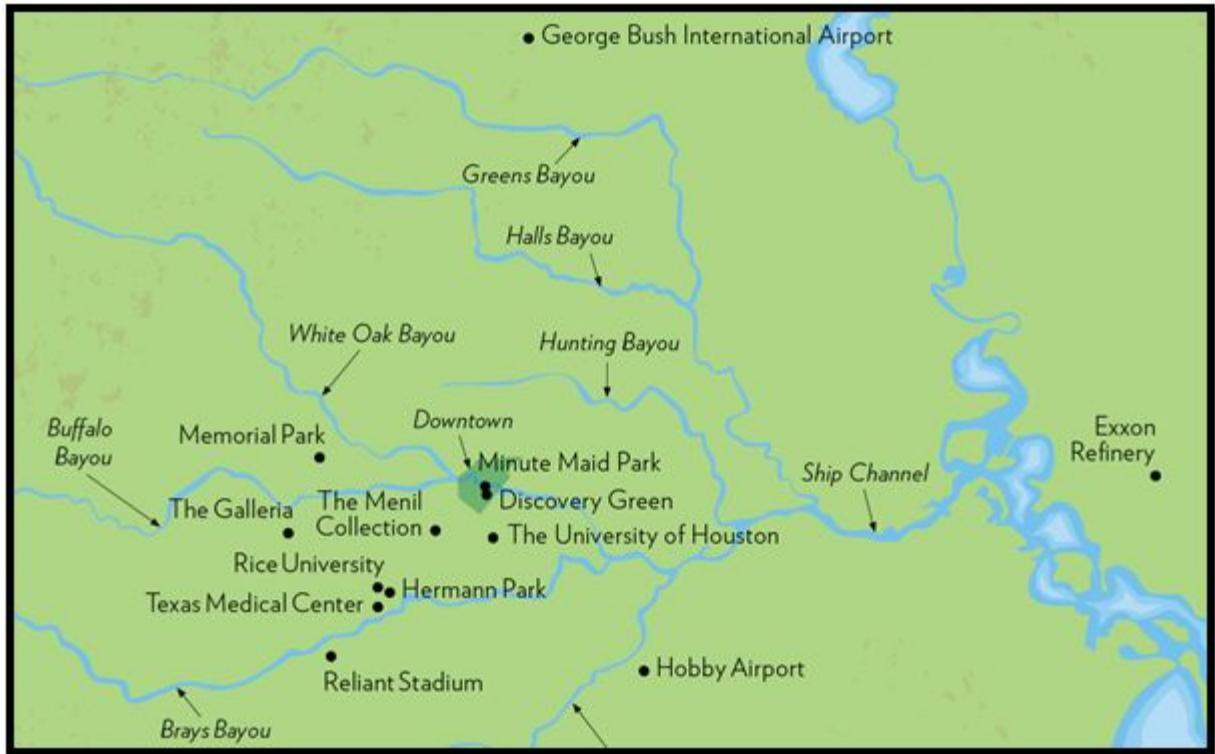 George Bush International Airport
Greens Bayou
Halls Bayou
White Oak Bayou
Hunting Bayou
Buffalo
Bayou
Memorial Park
Downtown
Minute Maid Park
Exxon
Refinery
Ship Channel
The Galleria
The Menil
Collection
Discovery Green
The University of Houston
Rice University
Hermann Park
Texas Medical Center
Reliant Stadium
Hobby Airport
Brays Bayou